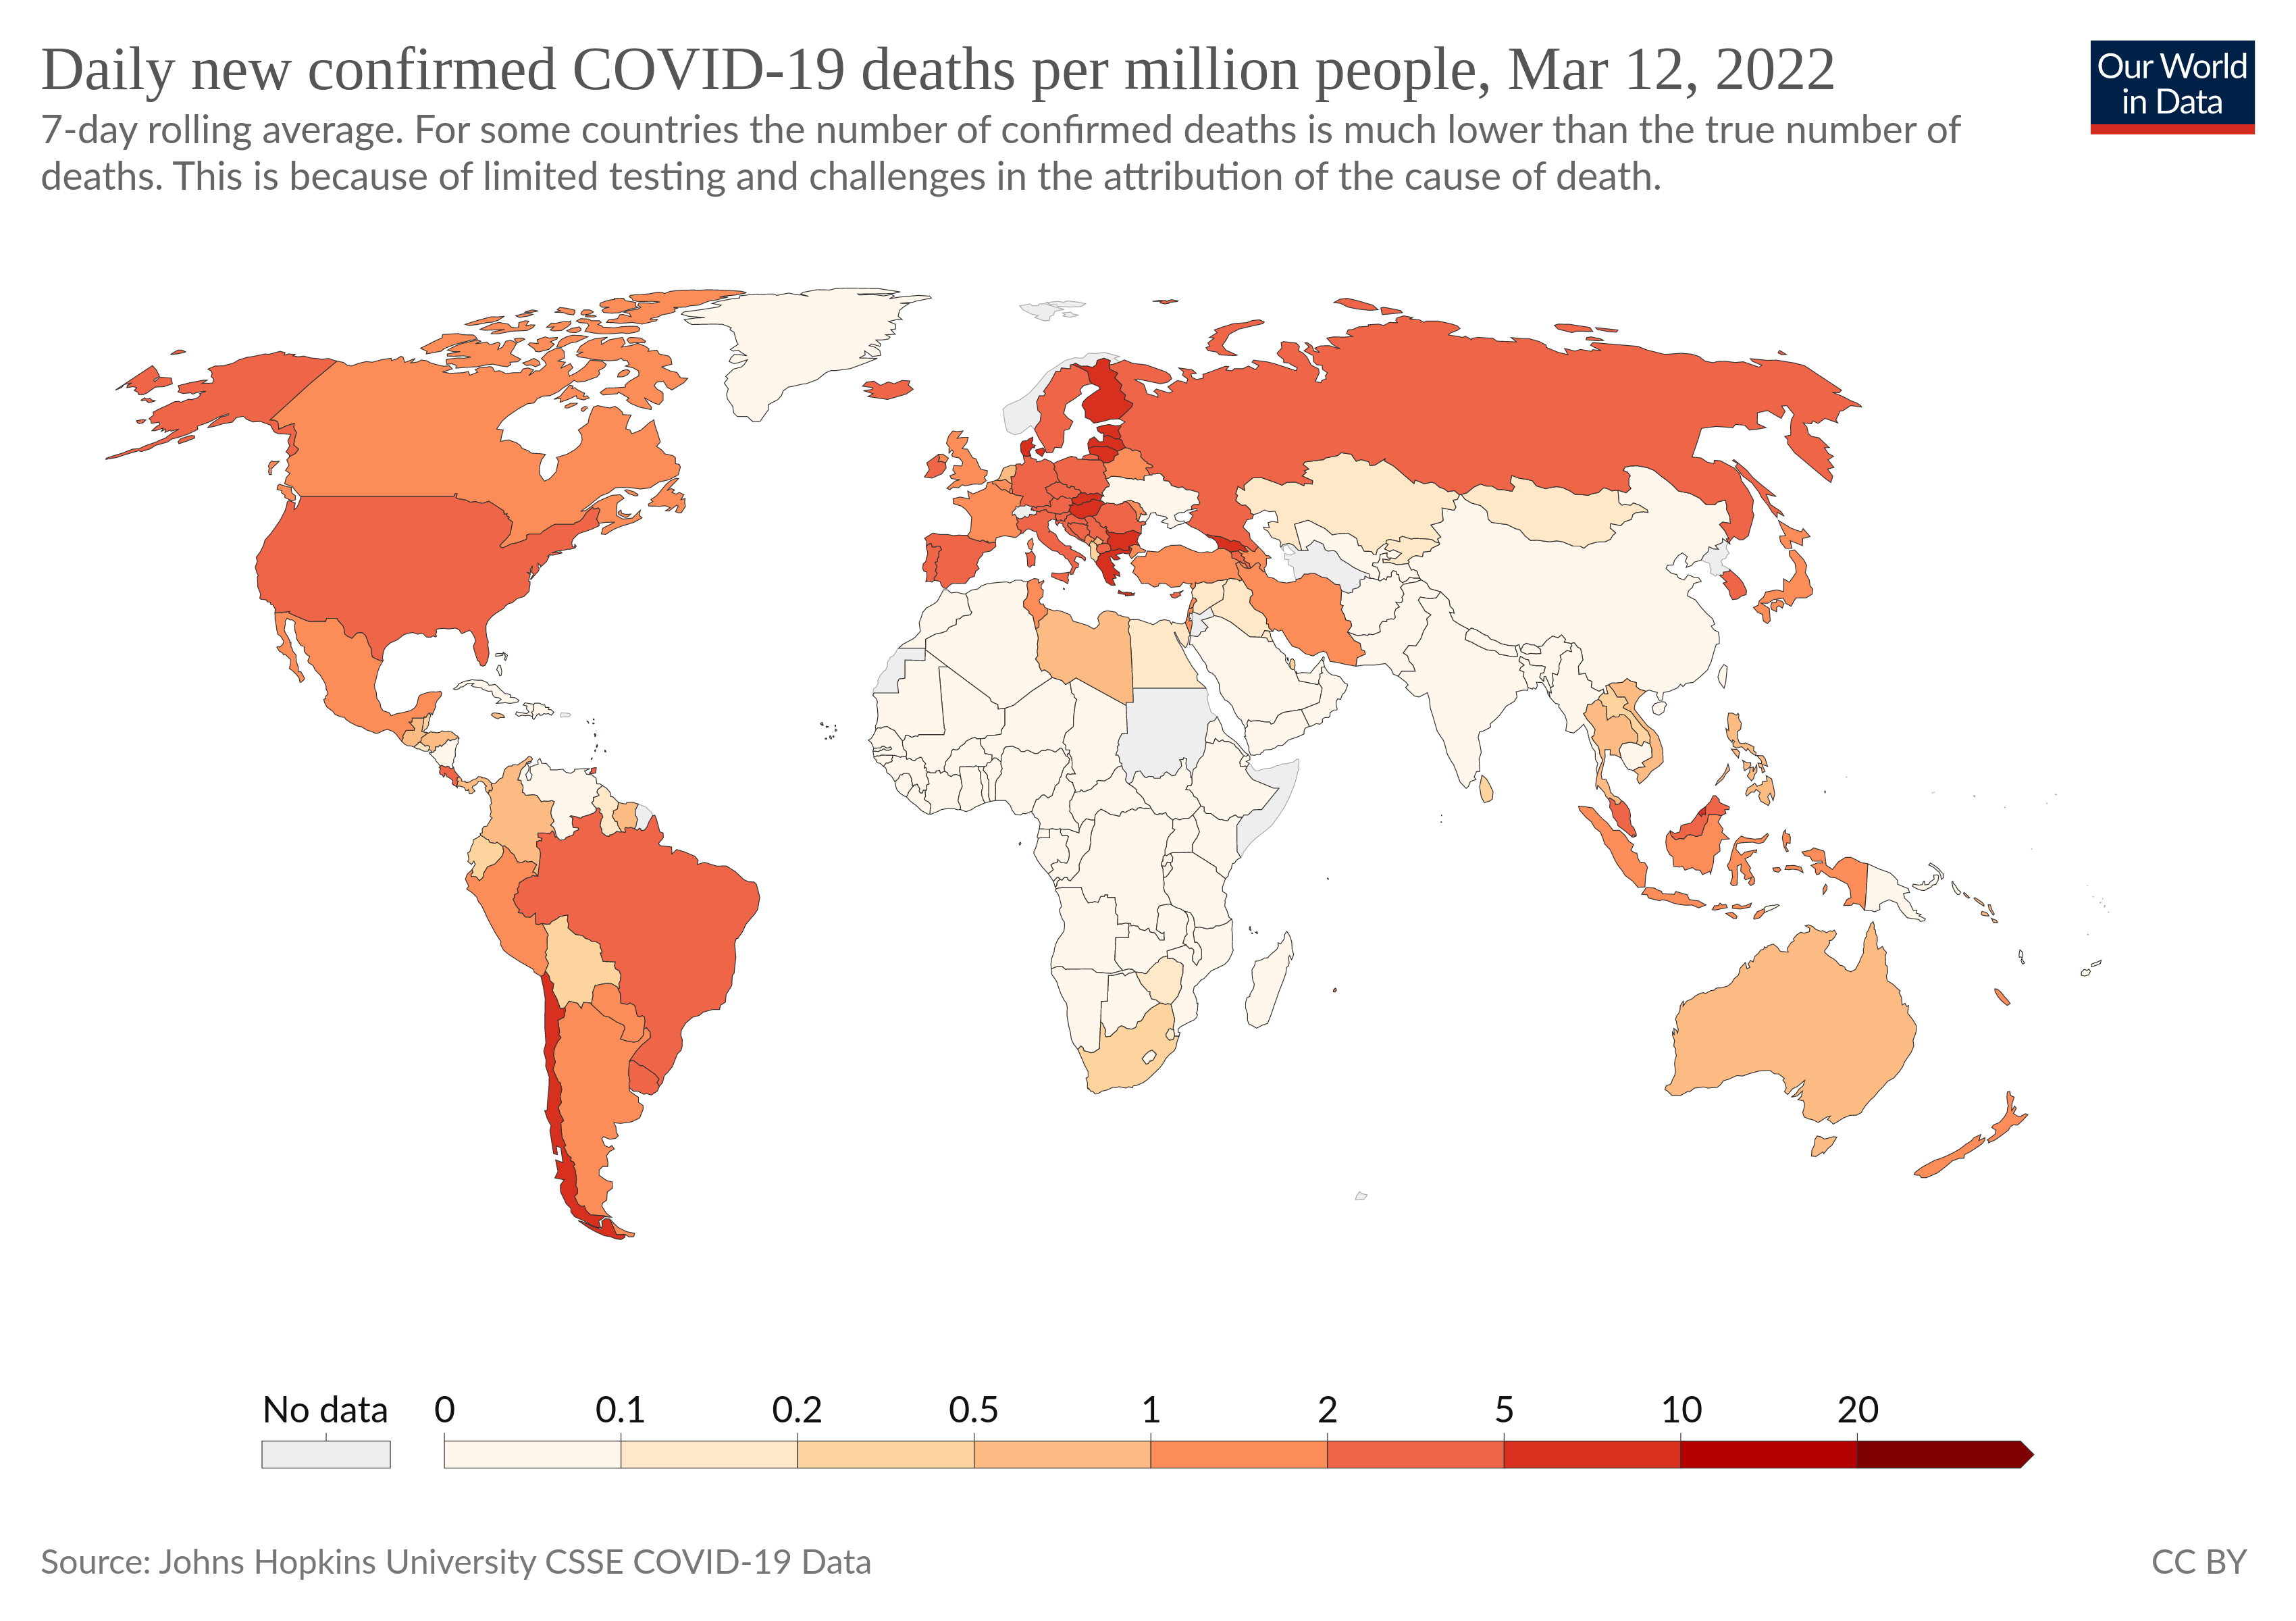 Daily new confirmed COVID-19 deaths per million people, Mar 12, 2022
Our World
in Data
7-day rolling average. For some countries the number of confirmed deaths is much lower than the true number of
deaths. This is because of limited testing and challenges in the attribution of the cause of death.
No data 0 0.1 0.2 0.5 1 2 5 10 20
Source: Johns Hopkins University CSSE COVID-19 Data
CC BY